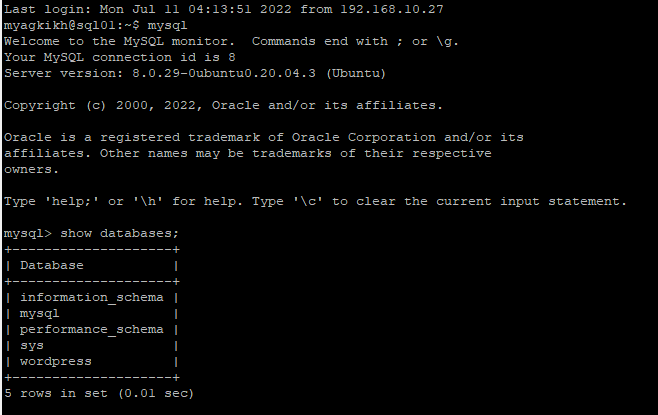 Last login: Mon Jul 11 04:13:51 2022 from 192.168.10.27
myagkikh@sql01:~$ mysql
Welcome to the MySQL monitor.  Commands end with ; or \g.
Your MySQL connection id is 8
Server version: 8.0.29-0ubuntu0.20.04.3 (Ubuntu)

Copyright (c) 2000, 2022, Oracle and/or its affiliates.

Oracle is a registered trademark of Oracle Corporation and/or its
affiliates. Other names may be trademarks of their respective
owners.

Type 'help;' or '\h' for help. Type '\c' to clear the current input statement.

mysql> show databases;
+--------------------+
| Database           |
+--------------------+
| information_schema |
| mysql              |
| performance_schema |
| sys                |
| wordpress          |
+--------------------+
5 rows in set (0.01 sec)